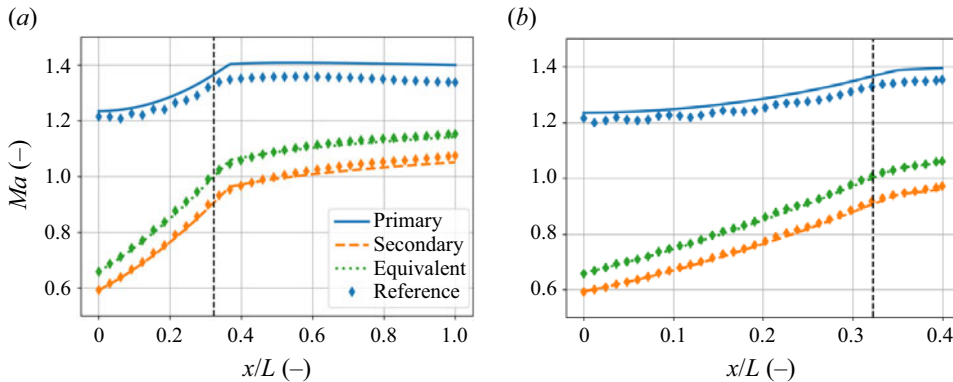 (a)
(b)
1.4
1.2
1.0
0.8
0.6
Ma (–)
Primary
Secondary
Equivalent
Reference
0 0.2 0.4 0.6 0.8 1.0
x/L (–)
1.4
1.2
1.0
0.8
0.6
0 0.1 0.2 0.3 0.4
x/L (–)